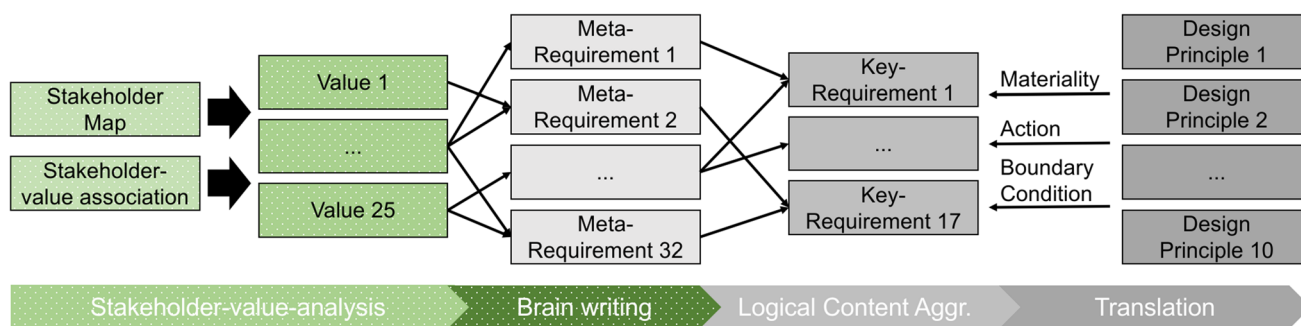 Stakeholder
Map
Stakeholder-
value association
Value 1
...
Value 25
Meta-
Requirement 1
Meta-
Requirement 2
...
Meta-
Requirement 32
Key-
Requirement 1
...
Key-
Requirement 17
Materiality
Action
Boundary
Condition
Design
Principle 1
Design
Principle 2
...
Design
Principle 10
Stakeholder-value-analysis
Brain writing
Logical Content Aggr.
Translation